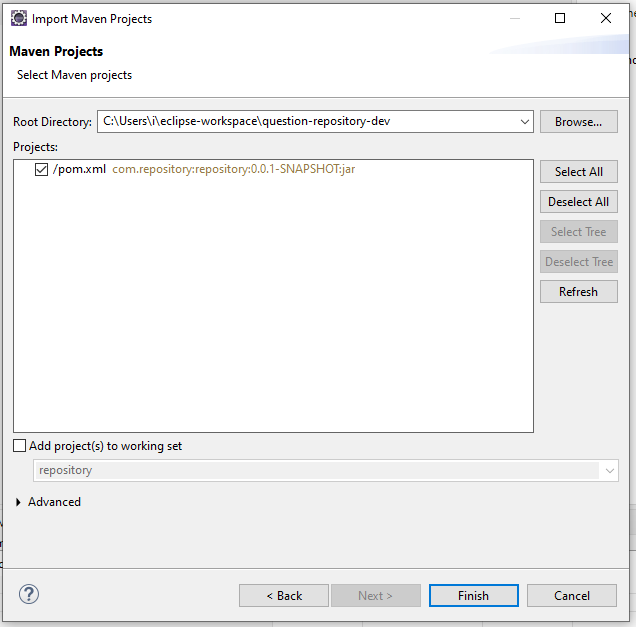 Import Maven Projects
Maven Projects
Select Maven projects
Root Directory: C:\Users\i\eclipse-workspace\question-repository-dev Browse...
Projects:
/pom.xml com.repository:repository:0.0.1-SNAPSHOT:jar
Select All
Deselect All
Select Tree
Deselect Tree
Refresh
Add project(s) to working set
repository
Advanced
? < Back Next > Finish Cancel